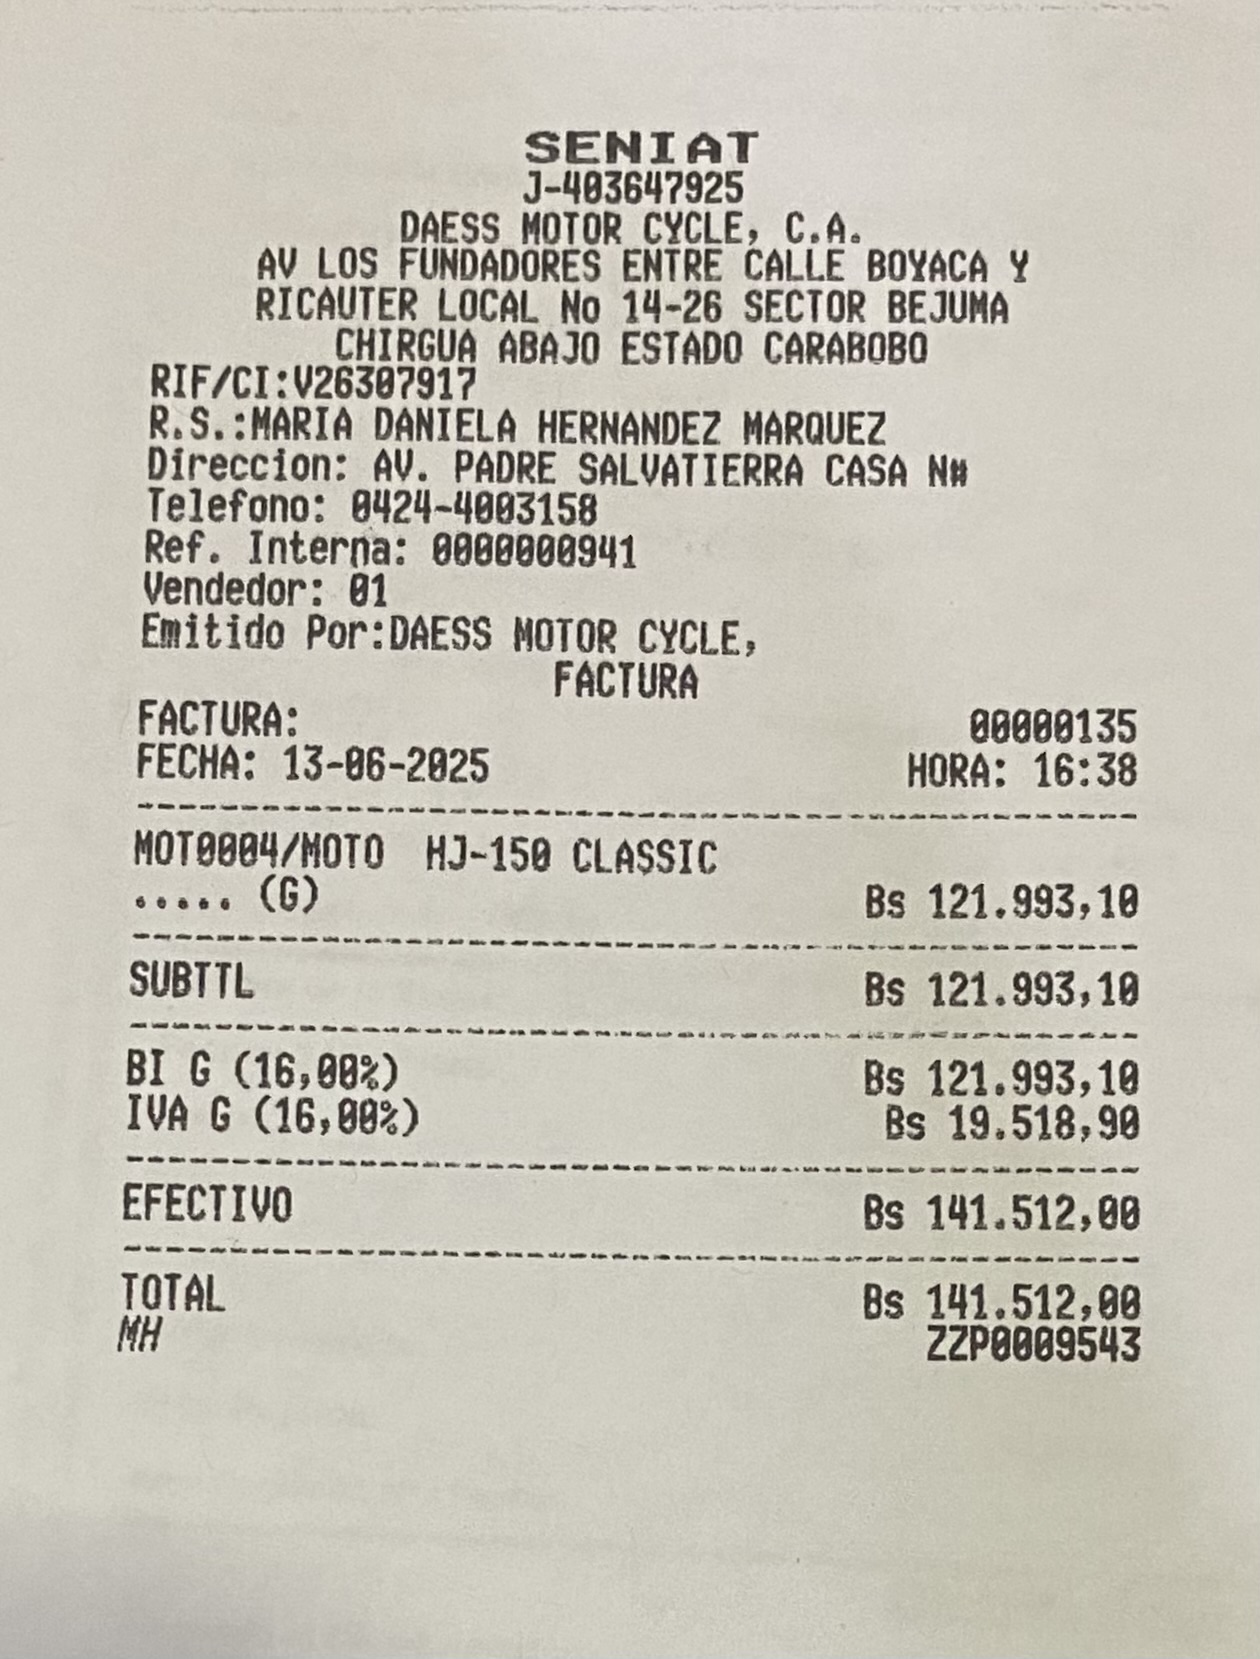 SENIAT
J-403647925
DAESS MOTOR CYCLE, C.A.
AV LOS FUNDADORES ENTRE CALLE BOYACA Y
RICAUTER LOCAL No 14-26 SECTOR BEJUMA
CHIRGUA ABAJO ESTADO CARABOBO
RIF/CI:V26307917
R.S.:MARIA DANIELA HERNANDEZ MARQUEZ
Direccion: AV. PADRE SALVATIERRA CASA N#
Telefono: 0424-4003158
Ref. Interna: 0000000941
Vendedor: 01
Emitido Por:DAESS MOTOR CYCLE,
FACTURA
FACTURA: 00000135
FECHA: 13-06-2025 HORA: 16:38
MOT0004/MOTO HJ-150 CLASSIC
..... (G) Bs 121.993,10
SUBTTL Bs 121.993,10
BI G (16,00%) Bs 121.993,10
IVA G (16,00%) Bs 19.518,90
EFECTIVO Bs 141.512,00
TOTAL Bs 141.512,00
MH ZZP0009543